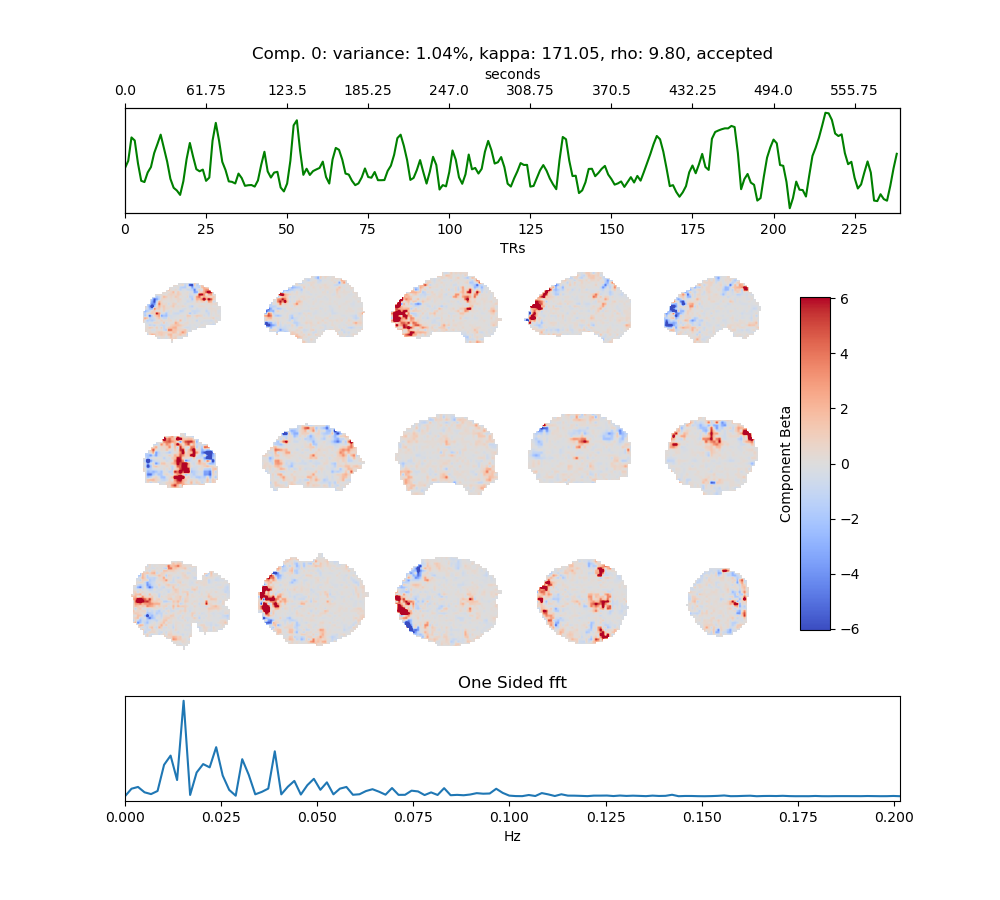 Comp. 0: variance: 1.04%, kappa: 171.05, rho: 9.80, accepted
seconds
0.0 61.75 123.5 185.25 247.0 308.75 370.5 432.25 494.0 555.75
0 25 50 75 100 125 150 175 200 225
TRs
6
4
2
0
−2
−4
−6
Component Beta
One Sided fft
0.000 0.025 0.050 0.075 0.100 0.125 0.150 0.175 0.200
Hz